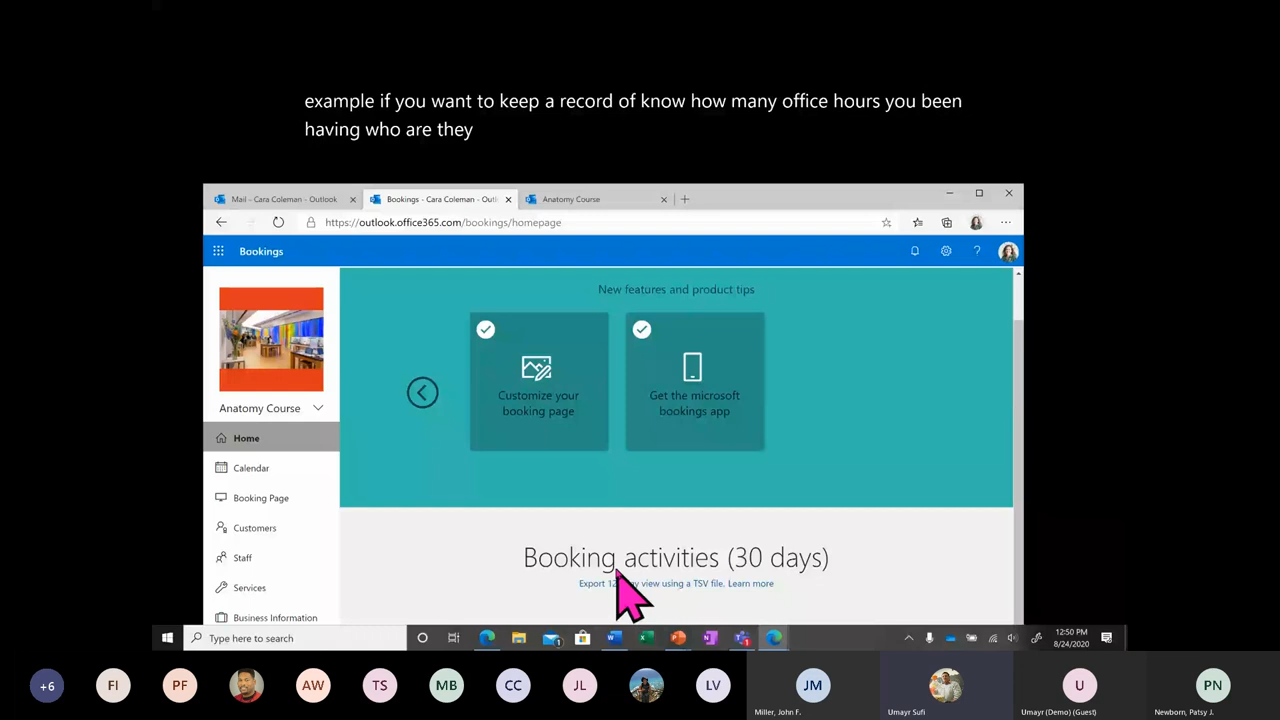 example if you want to keep a record of know how many office hours you been
having who are they
Mail - Cara Coleman - Outlook
Bookings - Cara Coleman - Outl
Anatomy Course
https://outlook.office365.com/bookings/homepage
Bookings
New features and product tips
Customize your
booking page
Get the microsoft
bookings app
Anatomy Course
Home
Calendar
Booking Page
Customers
Staff
Services
Business Information
Booking activities (30 days)
Export view using a TSV file. Learn more
Type here to search
12:50 PM
8/24/2020
+6
FI
PF
AW
TS
MB
CC
JL
LV
JM
U
PN
Miller, John F.
Umayr Sufi
Umayr (Demo) (Guest)
Newborn, Patsy J.